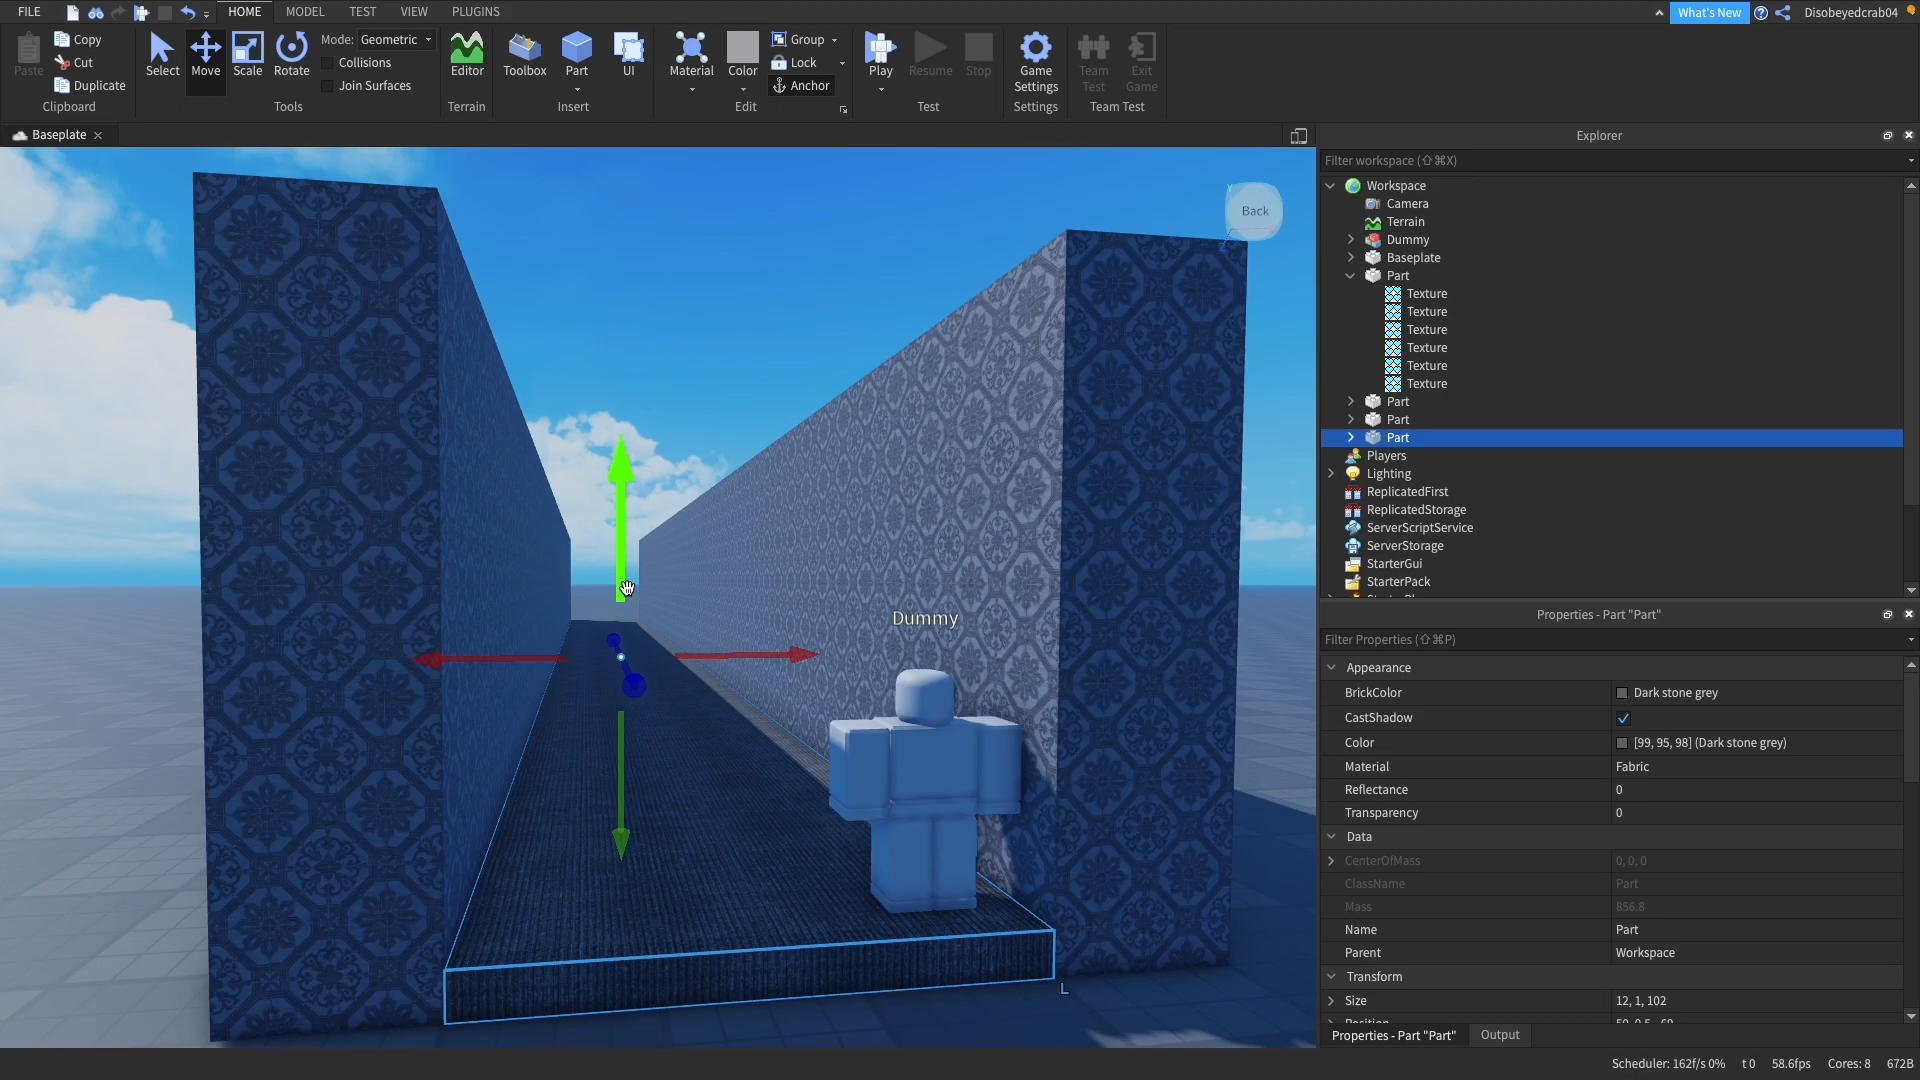 FILE HOME MODEL TEST VIEW PLUGINS What's New Disobeyedcrab04
Paste Copy Cut Duplicate Clipboard
Select Move Scale Rotate Mode: Geometric Collisions Join Surfaces Tools
Editor Terrain
Toolbox Part UI Insert
Material Color Group Lock Anchor Edit
Play Resume Stop Test
Game Settings Settings
Team Test Exit Game Team Test
Baseplate
Back
Y
Z
Dummy
L
Explorer
Filter workspace (⇧⌘X)
Workspace
Camera
Terrain
Dummy
Baseplate
Part
Texture
Texture
Texture
Texture
Texture
Texture
Part
Part
Part
Players
Lighting
ReplicatedFirst
ReplicatedStorage
ServerScriptService
ServerStorage
StarterGui
StarterPack
Properties - Part "Part"
Filter Properties (⇧⌘P)
Appearance
BrickColor Dark stone grey
CastShadow
Color [99, 95, 98] (Dark stone grey)
Material Fabric
Reflectance 0
Transparency 0
Data
CenterOfMass 0, 0, 0
ClassName Part
Mass 856.8
Name Part
Parent Workspace
Transform
Size 12, 1, 102
Properties - Part "Part" Output
Scheduler: 162f/s 0% t 0 58.6fps Cores: 8 672B